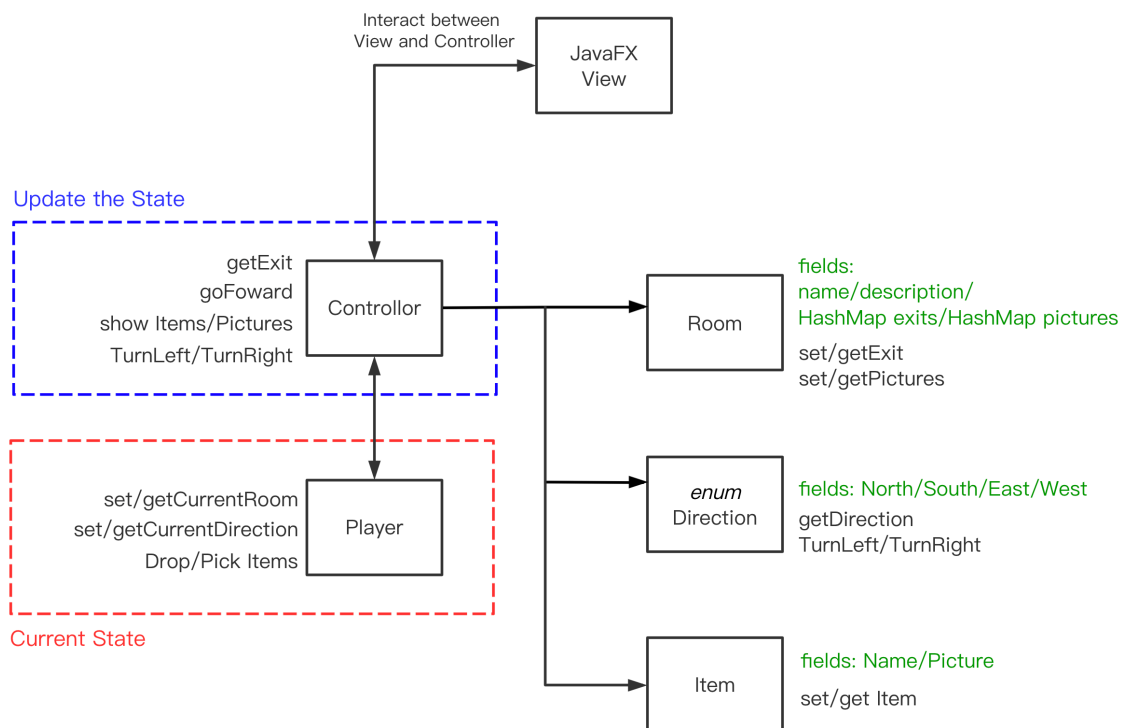 Interact between
View and Controller
JavaFX
View
Update the State
getExit
goFoward
show Items/Pictures
TurnLeft/TurnRight
Controllor
Room
fields:
name/description/
HashMap exits/HashMap pictures
set/getExit
set/getPictures
set/getCurrentRoom
set/getCurrentDirection
Drop/Pick Items
Player
Current State
enum
Direction
fields: North/South/East/West
getDirection
TurnLeft/TurnRight
Item
fields: Name/Picture
set/get Item